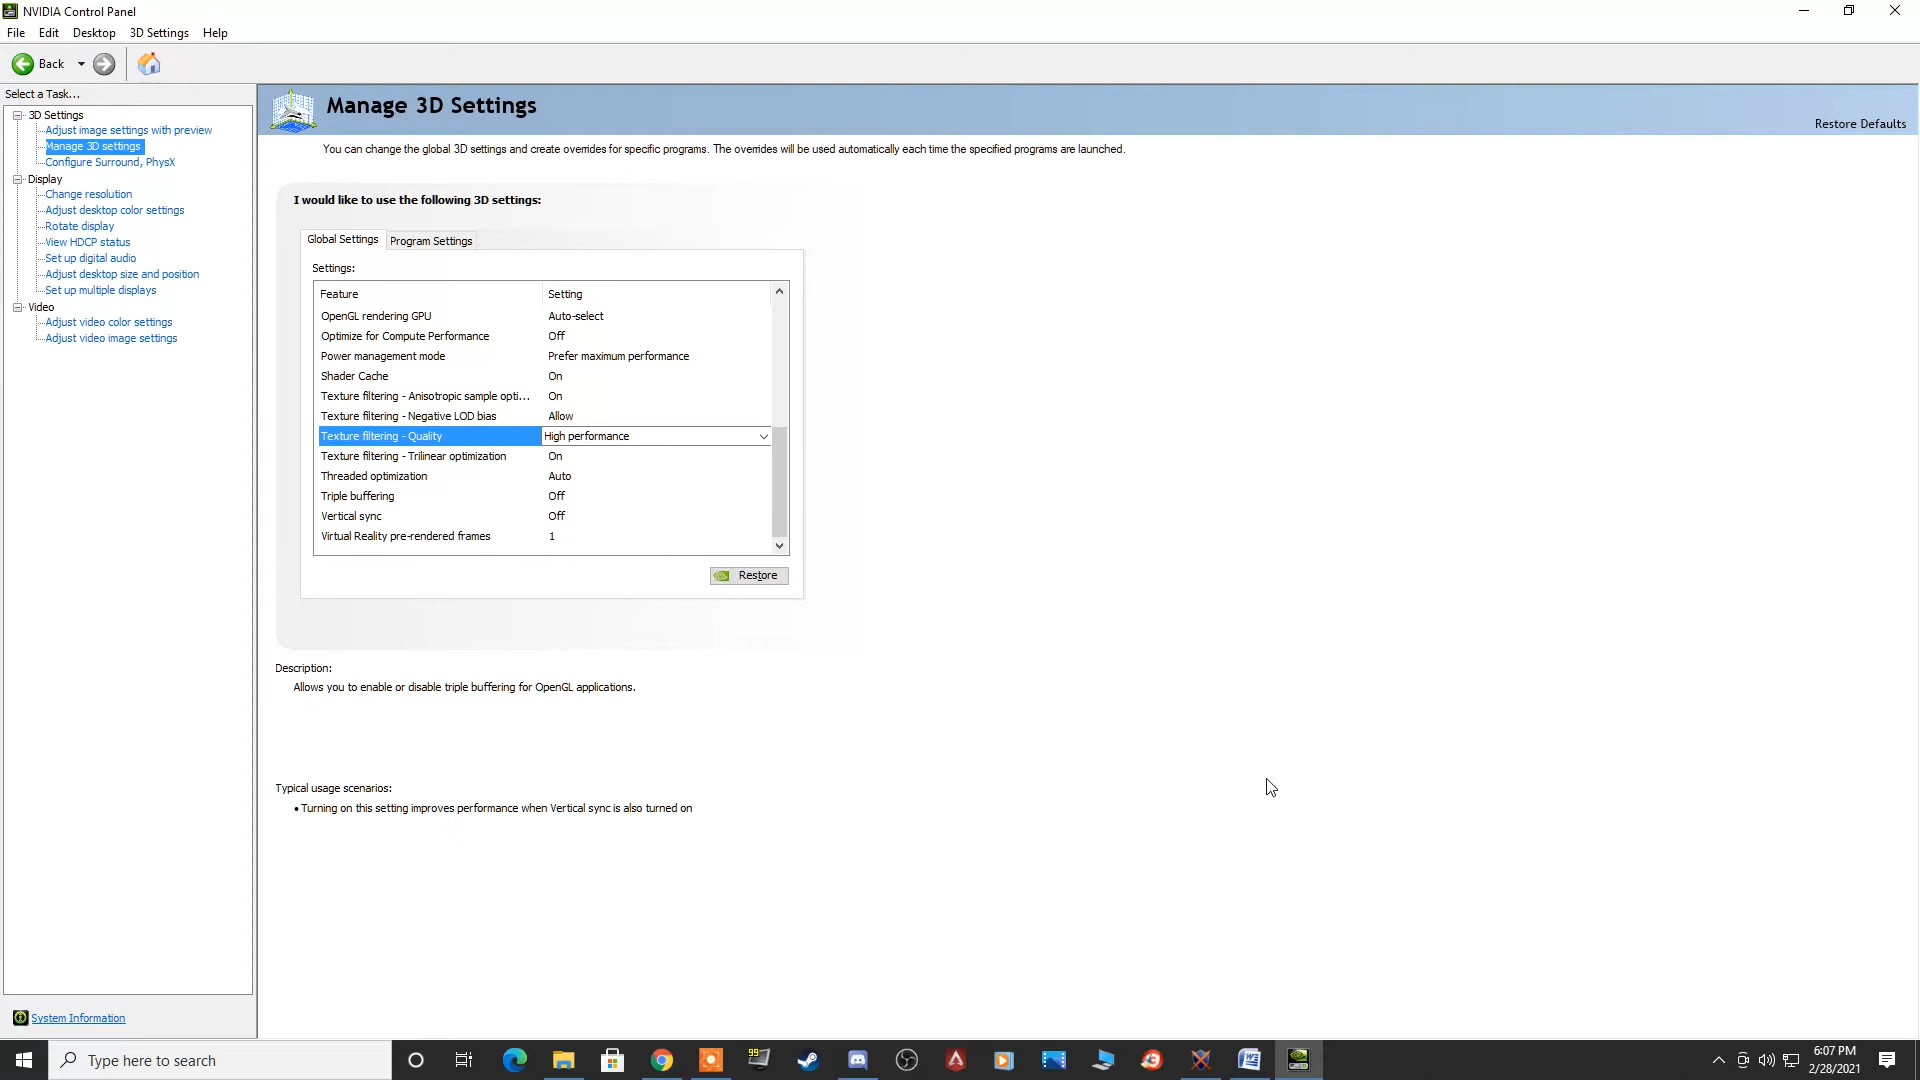 NVIDIA Control Panel
File Edit Desktop 3D Settings Help
Back
Select a Task...
3D Settings
Adjust image settings with preview
Manage 3D settings
Configure Surround, PhysX
Display
Change resolution
Adjust desktop color settings
Rotate display
View HDCP status
Set up digital audio
Adjust desktop size and position
Set up multiple displays
Video
Adjust video color settings
Adjust video image settings
System Information
Manage 3D Settings
Restore Defaults
You can change the global 3D settings and create overrides for specific programs. The overrides will be used automatically each time the specified programs are launched.
I would like to use the following 3D settings:
Global Settings Program Settings
Settings:
Feature Setting
OpenGL rendering GPU Auto-select
Optimize for Compute Performance Off
Power management mode Prefer maximum performance
Shader Cache On
Texture filtering - Anisotropic sample opti... On
Texture filtering - Negative LOD bias Allow
Texture filtering - Quality High performance
Texture filtering - Trilinear optimization On
Threaded optimization Auto
Triple buffering Off
Vertical sync Off
Virtual Reality pre-rendered frames 1
Restore
Description:
Allows you to enable or disable triple buffering for OpenGL applications.
Typical usage scenarios:
• Turning on this setting improves performance when Vertical sync is also turned on
Type here to search
99
6:07 PM
2/28/2021